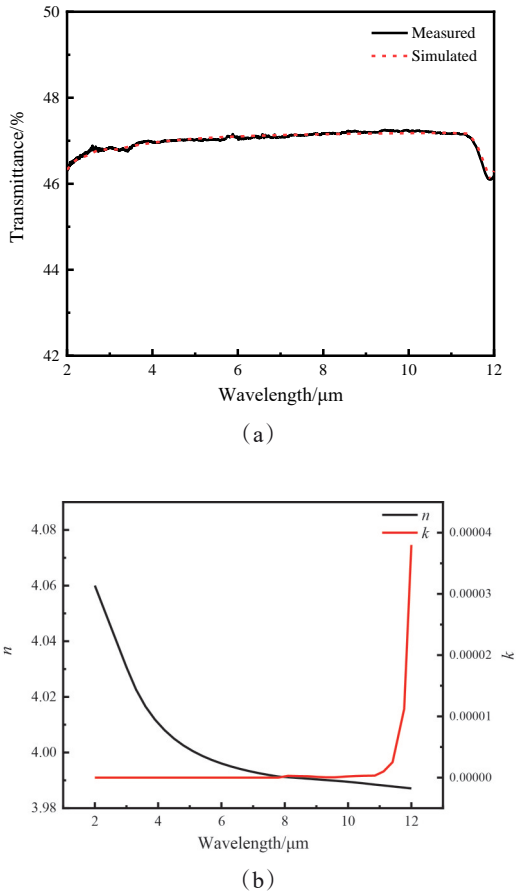 50
Measured
Simulated
48
Transmittance/%
46
44
42
2 4 6 8 10 12
Wavelength/μm
（a）
n
k
4.08 0.00004
4.06 0.00003
4.04 0.00002
n k
4.02 0.00001
4.00 0.00000
3.98
2 4 6 8 10 12
Wavelength/μm
（b）